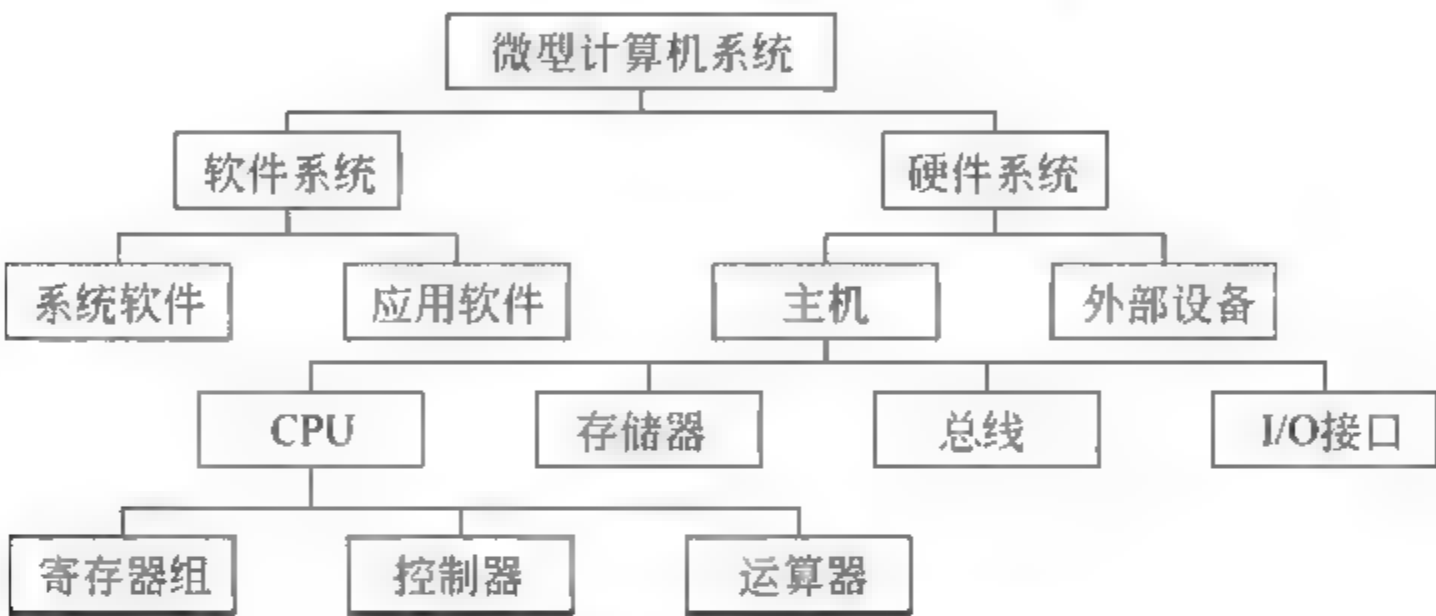 微型计算机系统
软件系统
硬件系统
系统软件
应用软件
主机
外部设备
CPU
存储器
总线
I/O接口
寄存器组
控制器
运算器